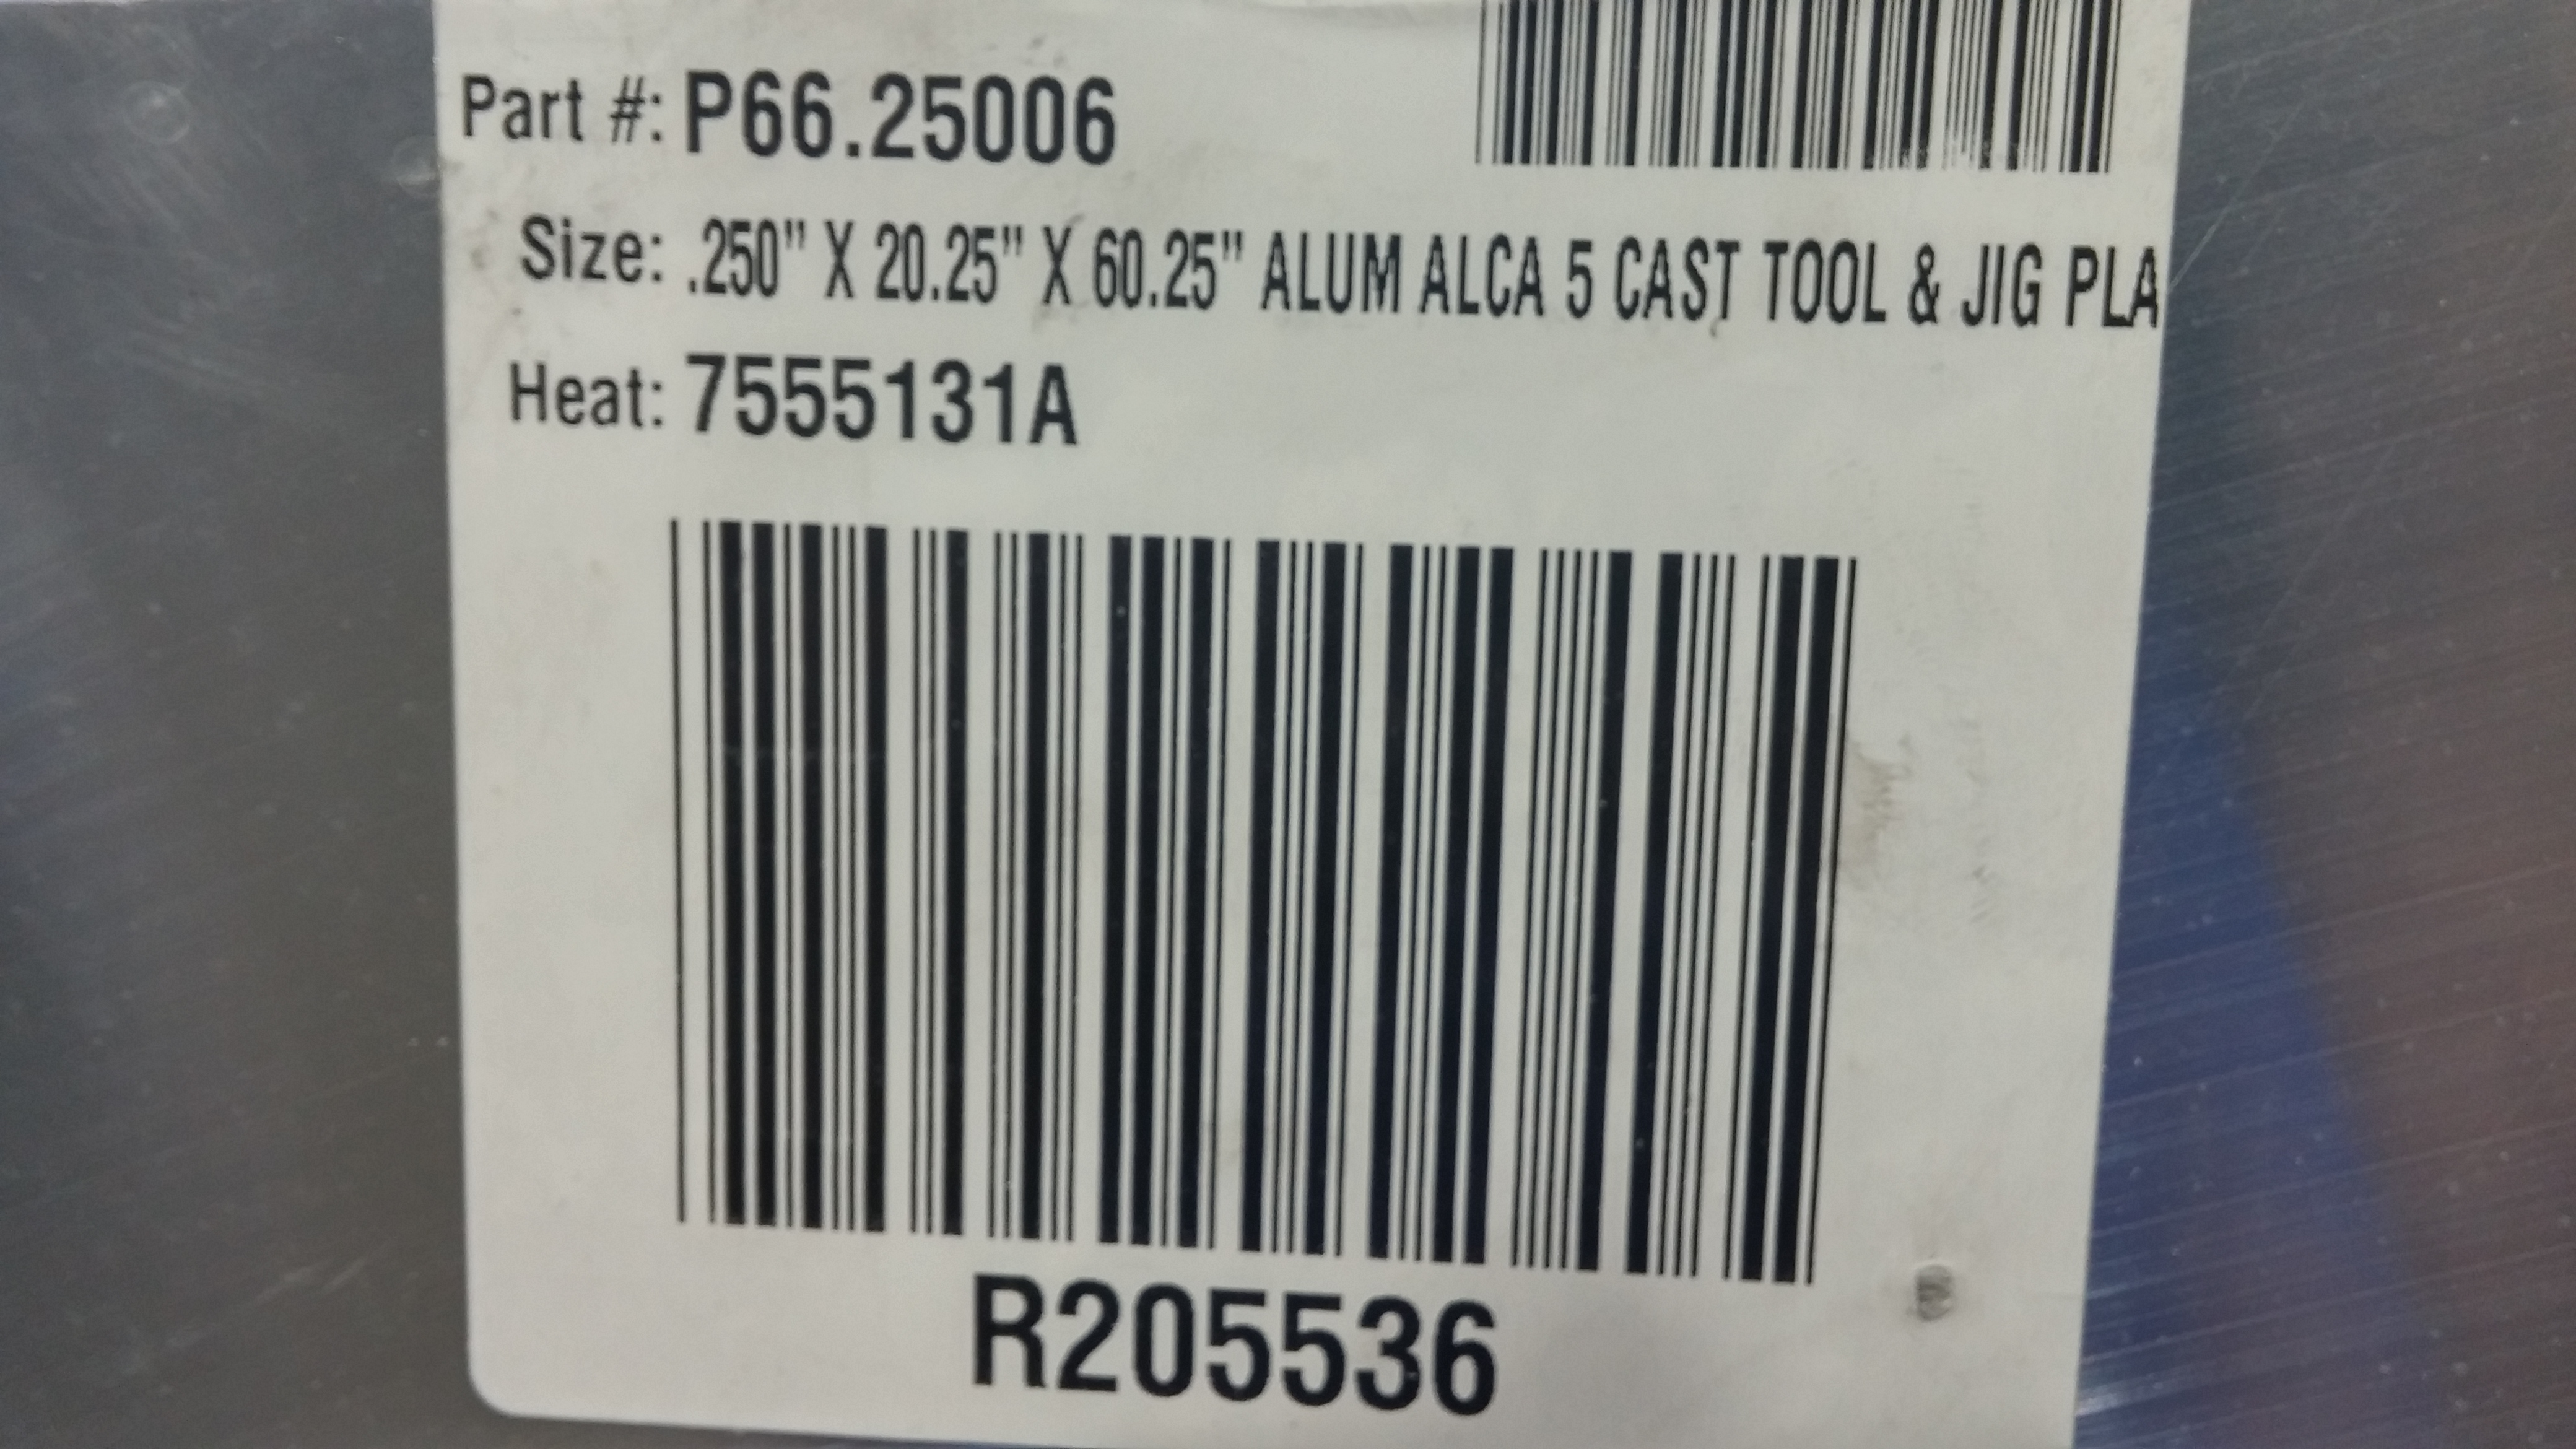 Part #: P66.25006
Size: .250" X 20.25" X 60.25" ALUM ALCA 5 CAST TOOL & JIG PLA
Heat: 7555131A
R205536